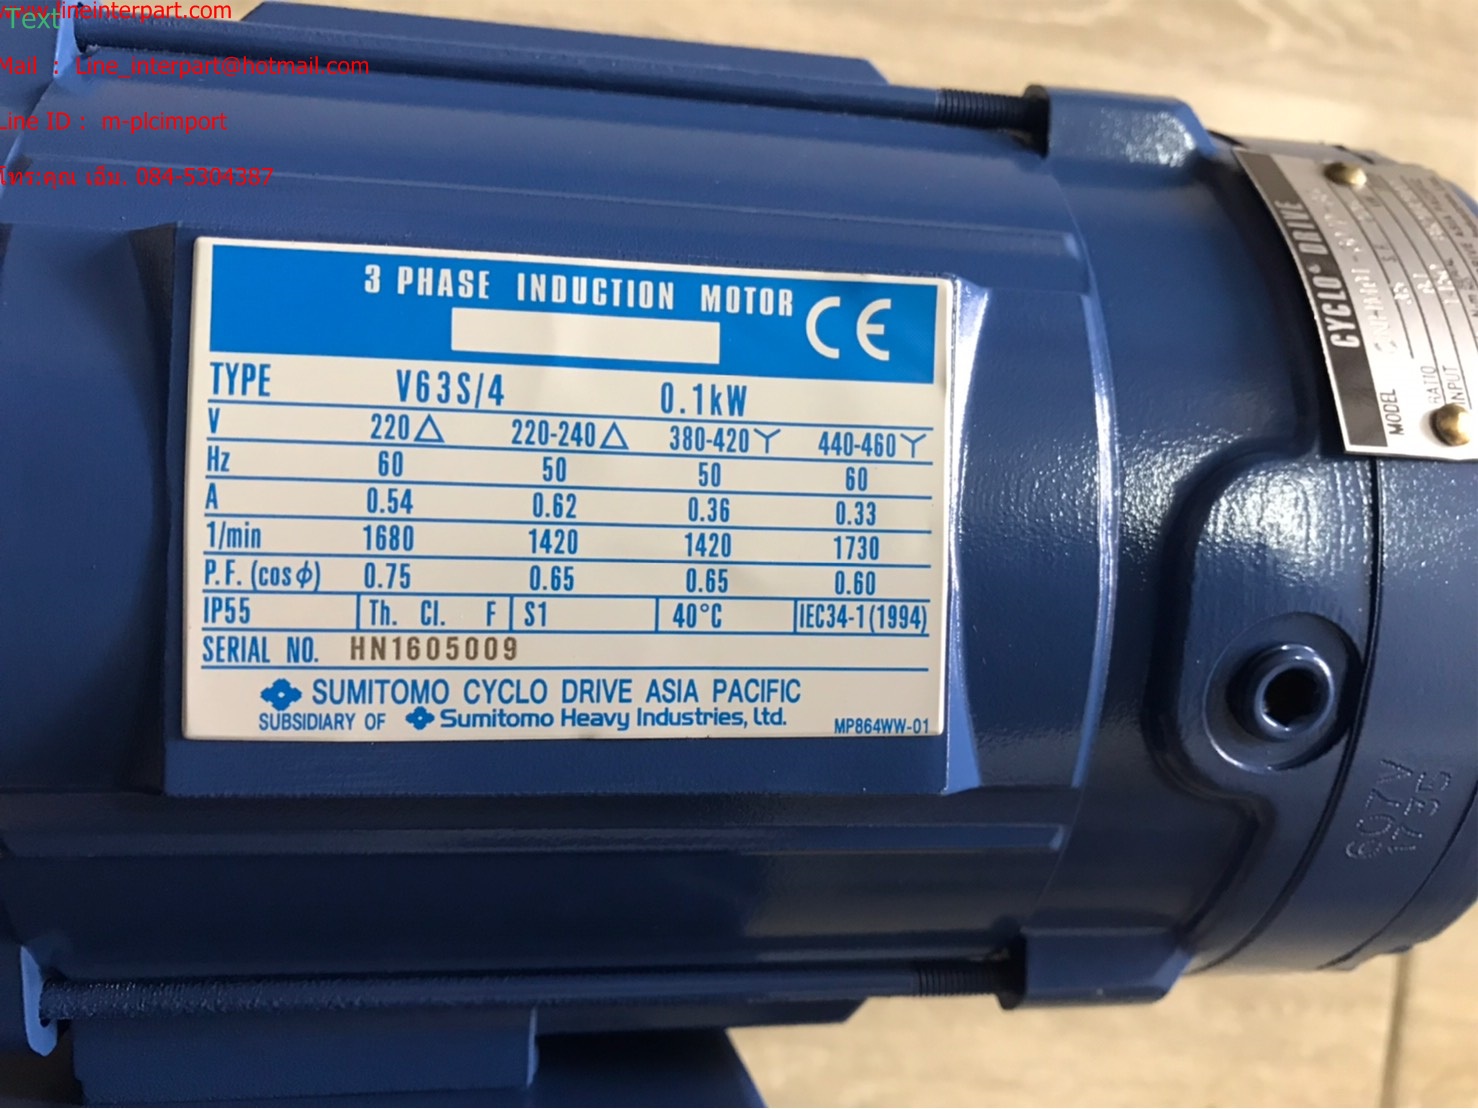 www.lineinterpart.com
Text
Mail : Line_interpart@hotmail.com
Line ID : m-plcimport
โทร:คุณ เอ็ม. 084-5304387
3 PHASE INDUCTION MOTOR CE
TYPE V63S/4 0.1kW
V 220△ 220-240△ 380-420Y 440-460Y
Hz 60 50 50 60
A 0.54 0.62 0.36 0.33
1/min 1680 1420 1420 1730
P.F. (cosϕ) 0.75 0.65 0.65 0.60
IP55 Th. Cl. F S1 40°C IEC34-1(1994)
SERIAL NO. HN1605009
SUMITOMO CYCLO DRIVE ASIA PACIFIC
SUBSIDIARY OF Sumitomo Heavy Industries, Ltd.
MP864WW-01
CYCLO® DRIVE
MODEL
RATIO
INPUT
607V